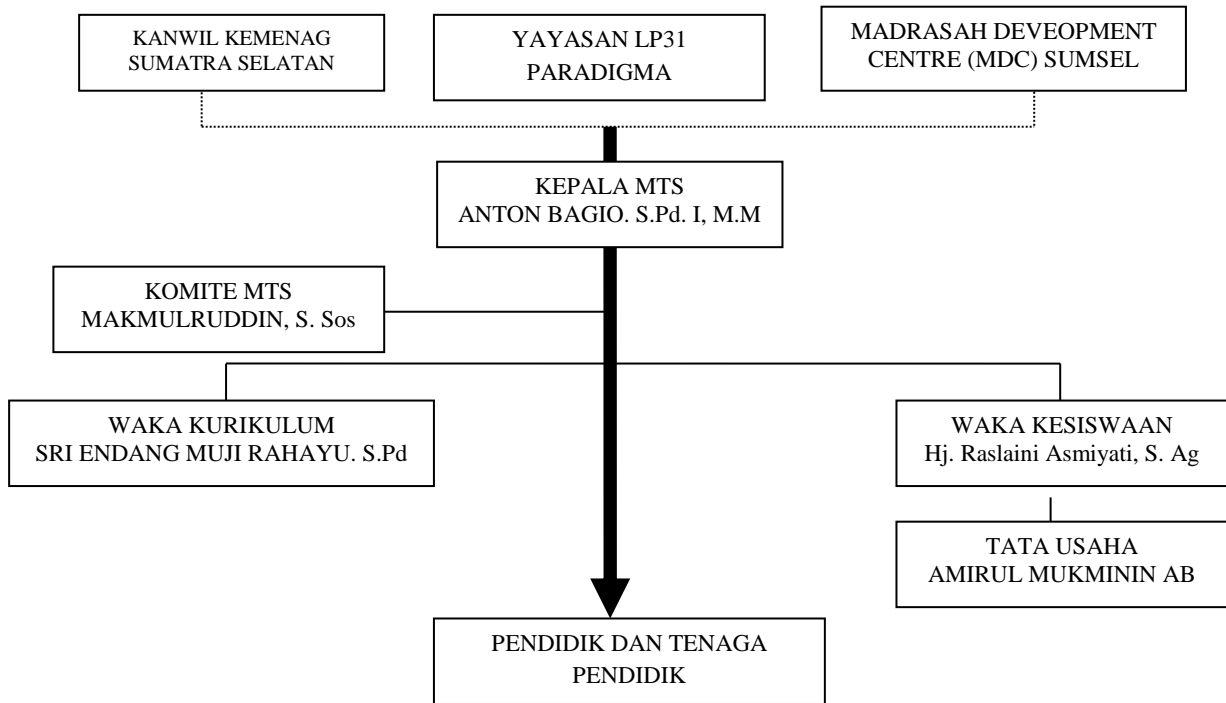 KANWIL KEMENAG
SUMATRA SELATAN
YAYASAN LP31
PARADIGMA
MADRASAH DEVEOPMENT
CENTRE (MDC) SUMSEL
KEPALA MTS
ANTON BAGIO. S.Pd. I, M.M
KOMITE MTS
MAKMULRUDDIN, S. Sos
WAKA KURIKULUM
SRI ENDANG MUJI RAHAYU. S.Pd
WAKA KESISWAAN
Hj. Raslaini Asmiyati, S. Ag
TATA USAHA
AMIRUL MUKMININ AB
PENDIDIK DAN TENAGA
PENDIDIK